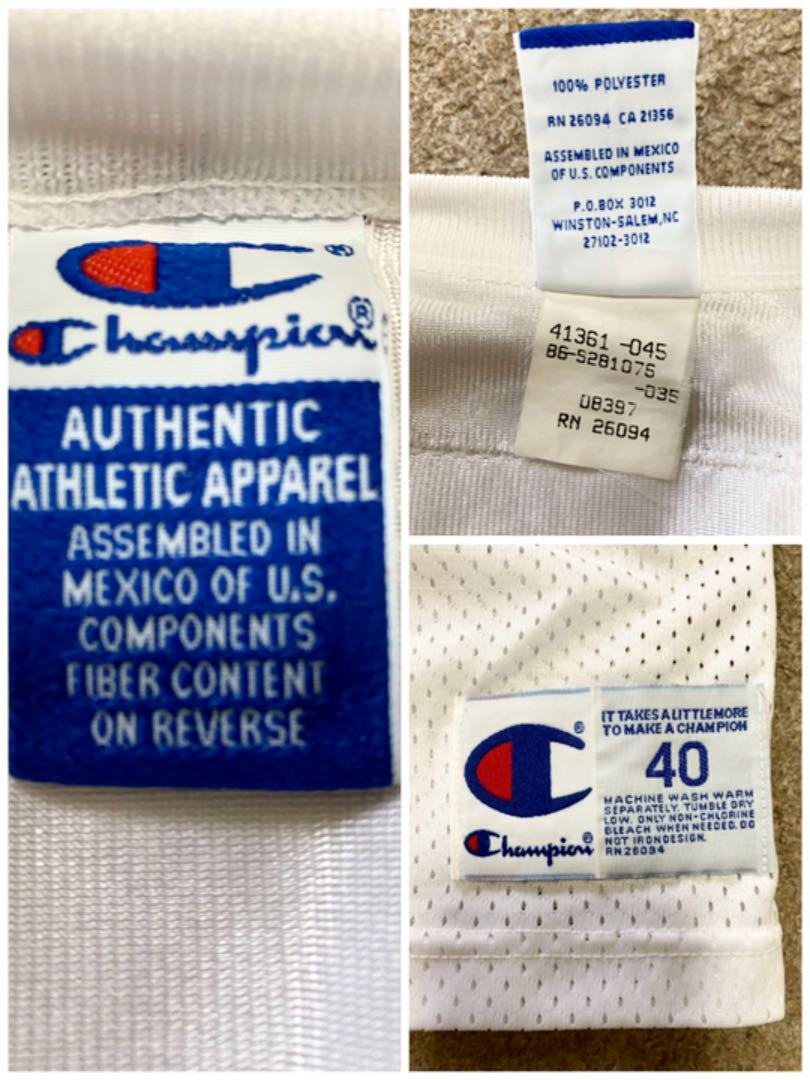 Champion®
AUTHENTIC
ATHLETIC APPAREL
ASSEMBLED IN
MEXICO OF U.S.
COMPONENTS
FIBER CONTENT
ON REVERSE
100% POLYESTER
RN 26094 CA 21356
ASSEMBLED IN MEXICO
OF U.S. COMPONENTS
P.O.BOX 3012
WINSTON-SALEM,NC
27102-3012
41361 -045
86-5281075
-035
08397
RN 26094
IT TAKES A LITTLE MORE
TO MAKE A CHAMPION
40
MACHINE WASH WARM
SEPARATELY. TUMBLE DRY
LOW. ONLY NON-CHLORINE
BLEACH WHEN NEEDED. DO
NOT IRON DESIGN.
RN26094
Champion®